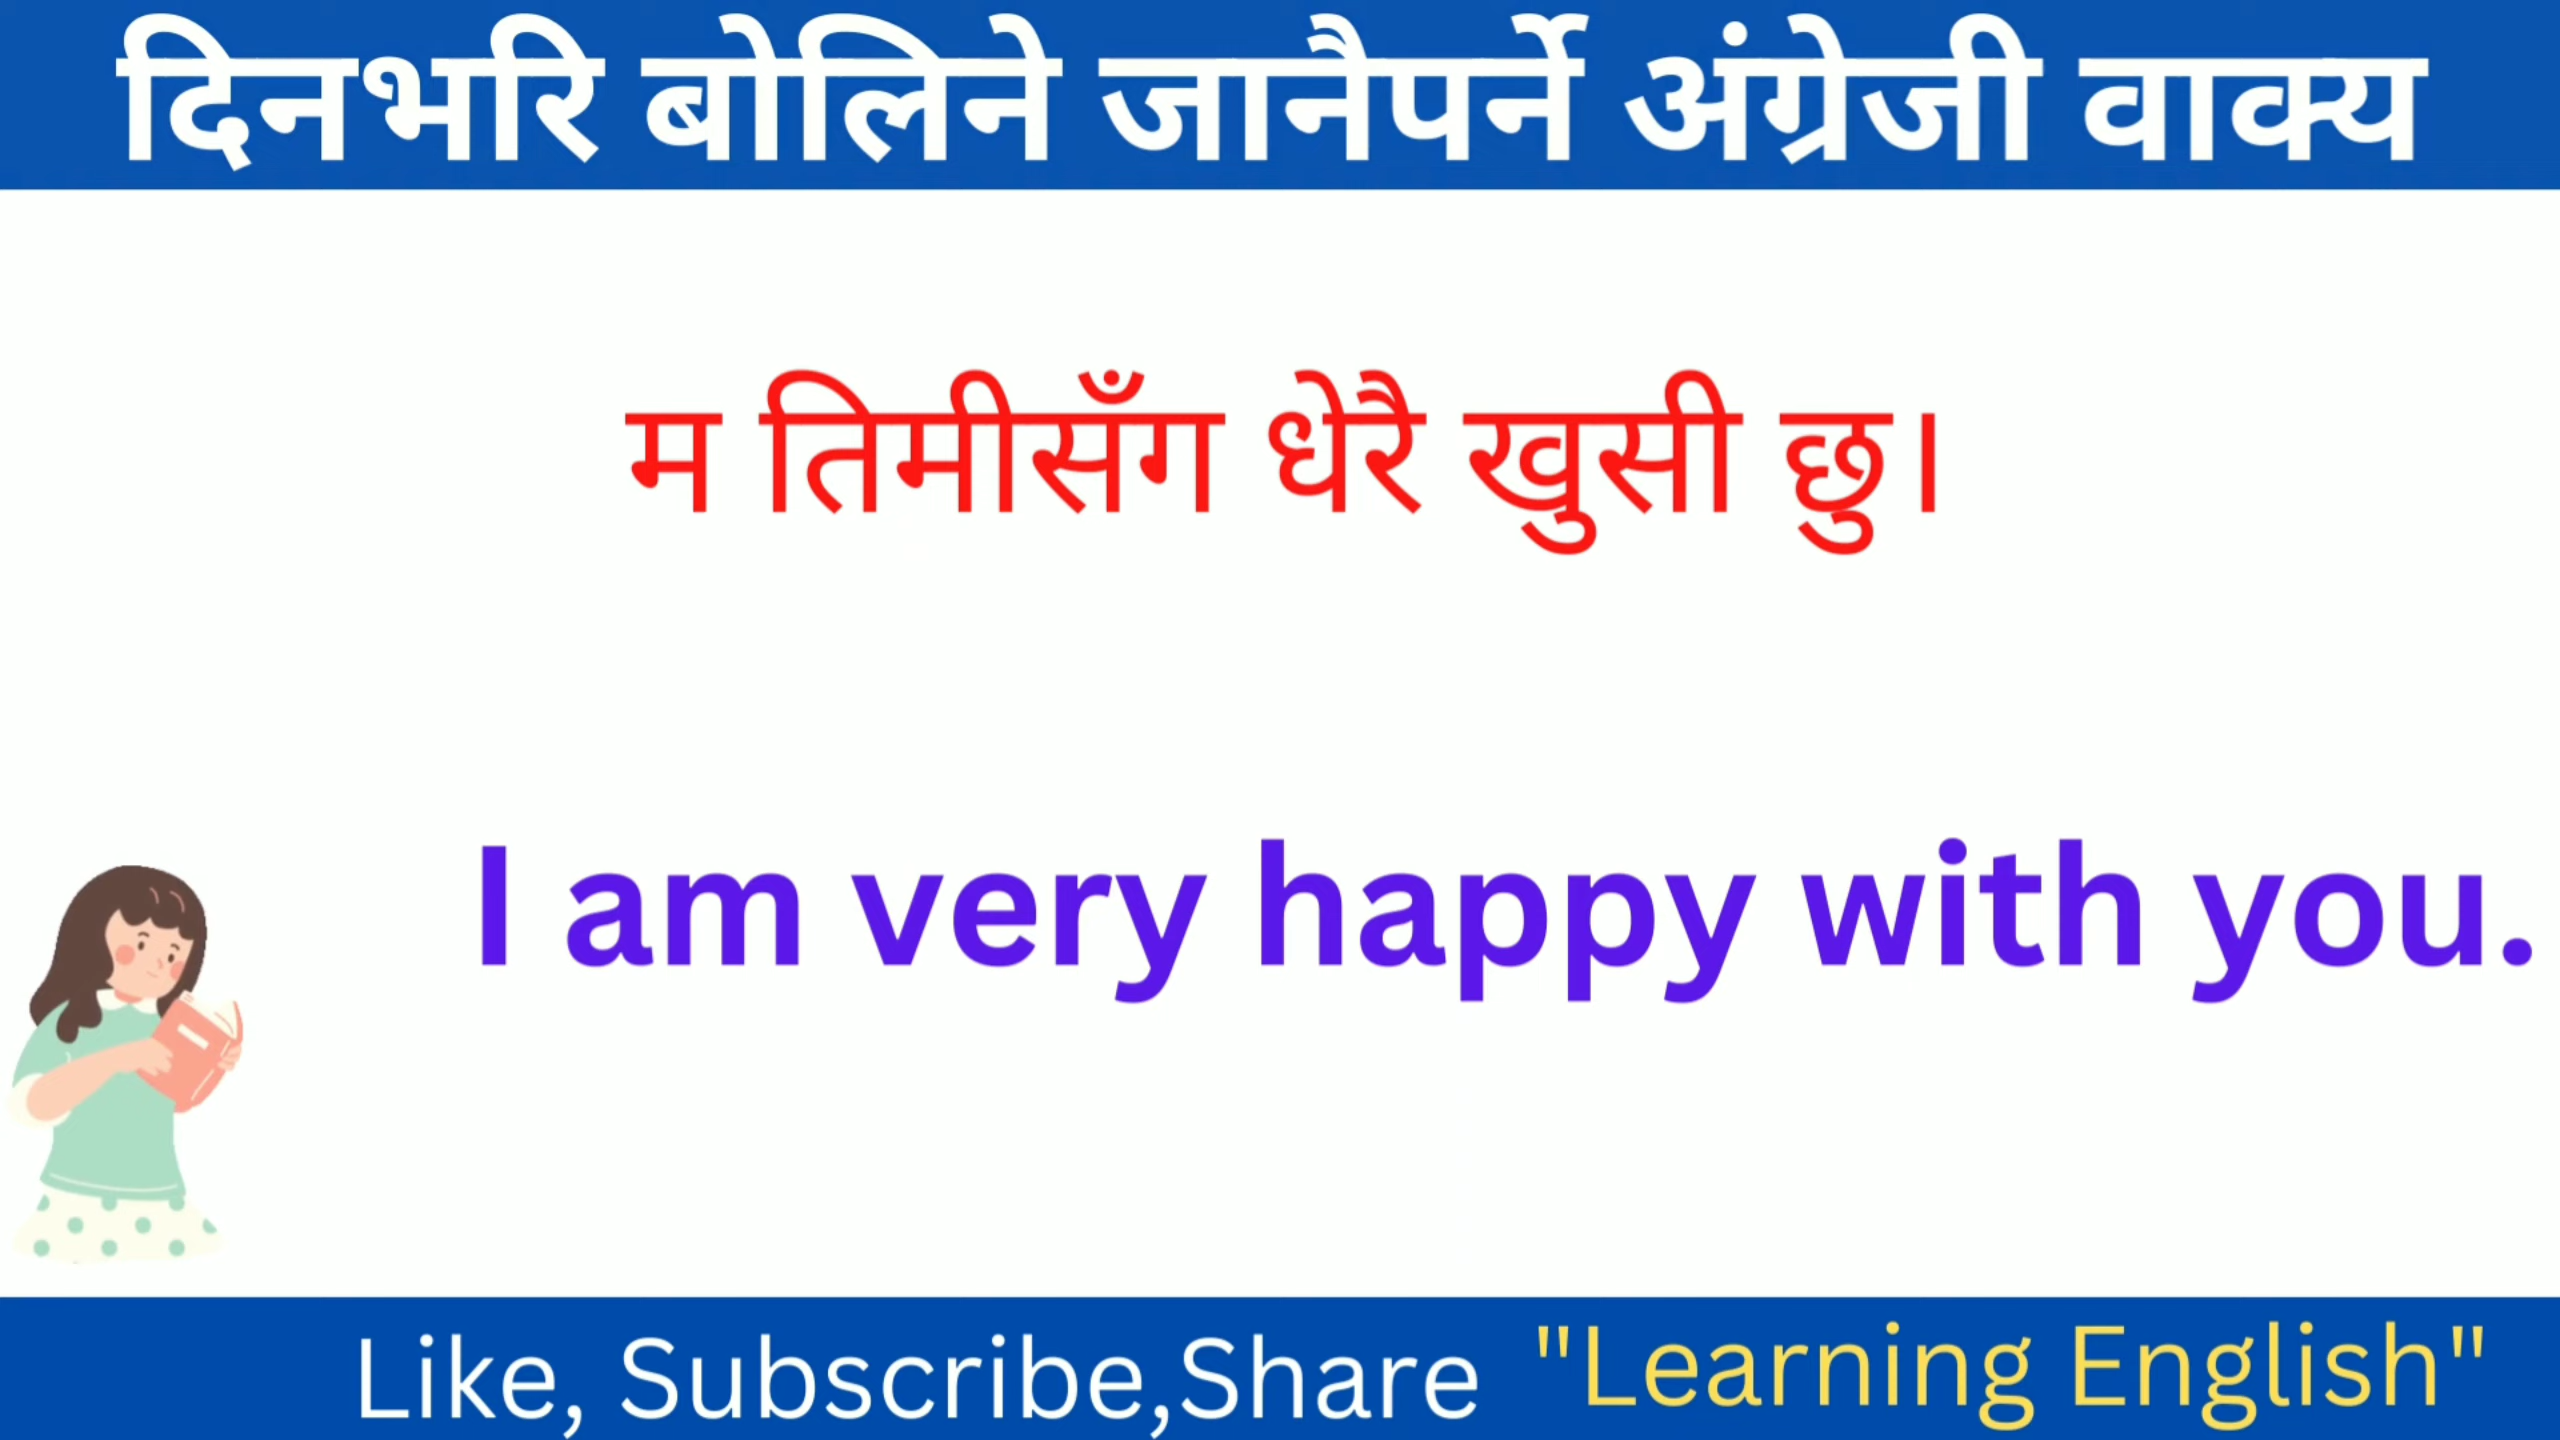 दिनभरि बोलिने जानैपर्ने अंग्रेजी वाक्य
म तिमीसँग धेरै खुसी छु।
I am very happy with you.
Like, Subscribe,Share "Learning English"